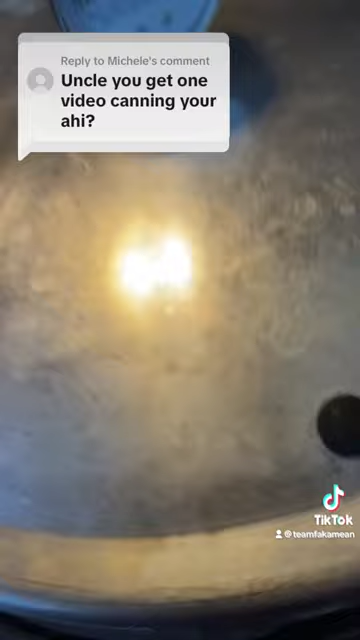 Reply to Michele's comment
Uncle you get one
video canning your
ahi?
TikTok
@teamfakamean